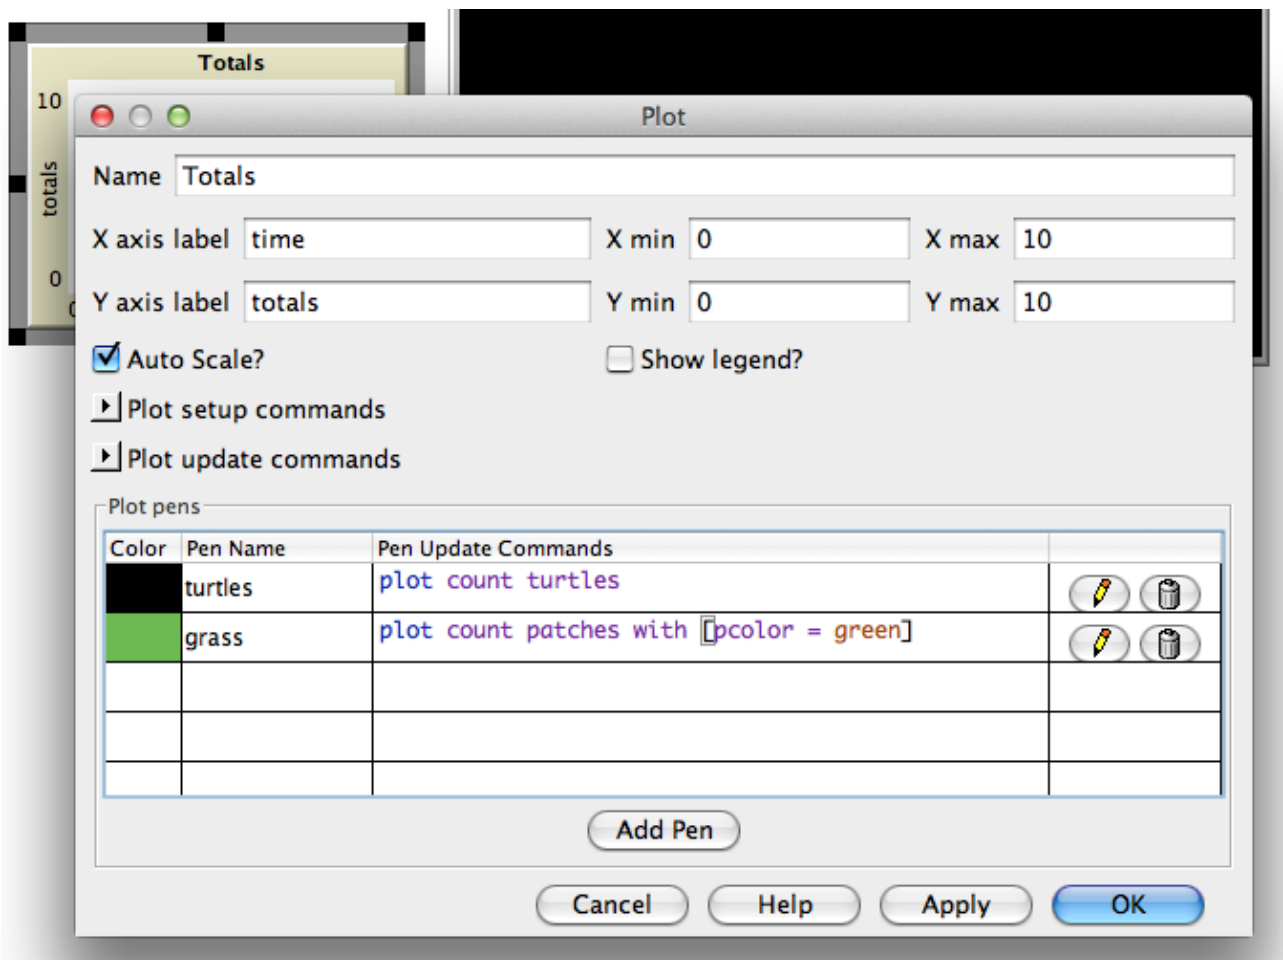 Totals
10
totals
0
0
Plot
Name Totals
X axis label time X min 0 X max 10
Y axis label totals Y min 0 Y max 10
Auto Scale? Show legend?
Plot setup commands
Plot update commands
Plot pens
Color Pen Name Pen Update Commands
turtles plot count turtles
grass plot count patches with [pcolor = green]
Add Pen
Cancel Help Apply OK